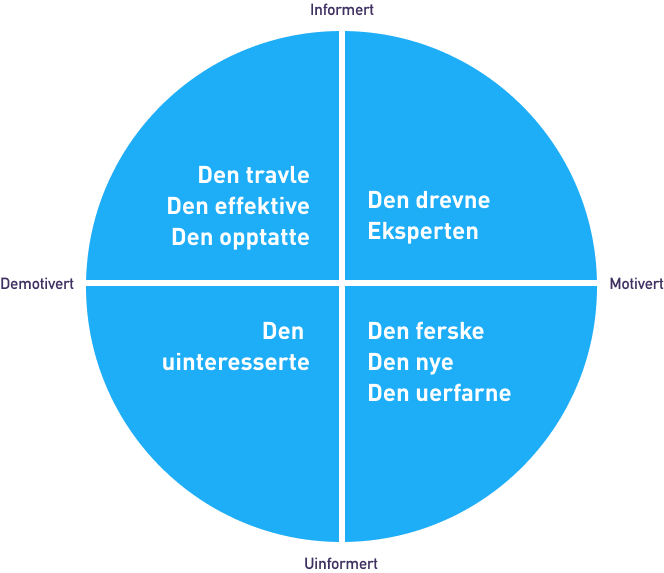 Informert
Den travle
Den effektive
Den opptatte
Den drevne
Eksperten
Demotivert
Motivert
Den
uinteresserte
Den ferske
Den nye
Den uerfarne
Uinformert